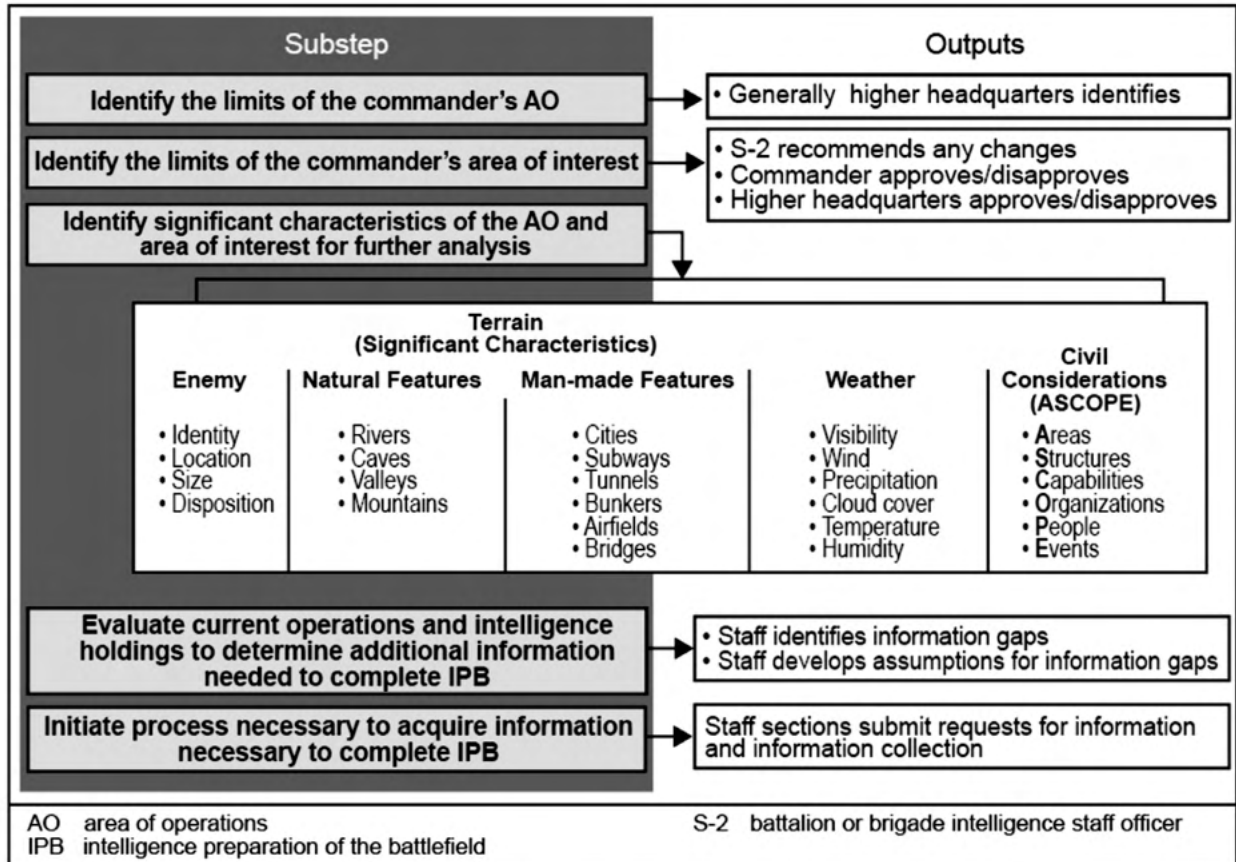 Substep
Outputs
Identify the limits of the commander's AO
• Generally higher headquarters identifies
Identify the limits of the commander's area of interest
• S-2 recommends any changes
• Commander approves/disapproves
• Higher headquarters approves/disapproves
Identify significant characteristics of the AO and
area of interest for further analysis
Terrain
(Significant Characteristics)
Enemy
• Identity
• Location
• Size
• Disposition
Natural Features
• Rivers
• Caves
• Valleys
• Mountains
Man-made Features
• Cities
• Subways
• Tunnels
• Bunkers
• Airfields
• Bridges
Weather
• Visibility
• Wind
• Precipitation
• Cloud cover
• Temperature
• Humidity
Civil
Considerations
(ASCOPE)
• Areas
• Structures
• Capabilities
• Organizations
• People
• Events
Evaluate current operations and intelligence
holdings to determine additional information
needed to complete IPB
• Staff identifies information gaps
• Staff develops assumptions for information gaps
Initiate process necessary to acquire information
necessary to complete IPB
Staff sections submit requests for information
and information collection
AO area of operations
IPB intelligence preparation of the battlefield
S-2 battalion or brigade intelligence staff officer